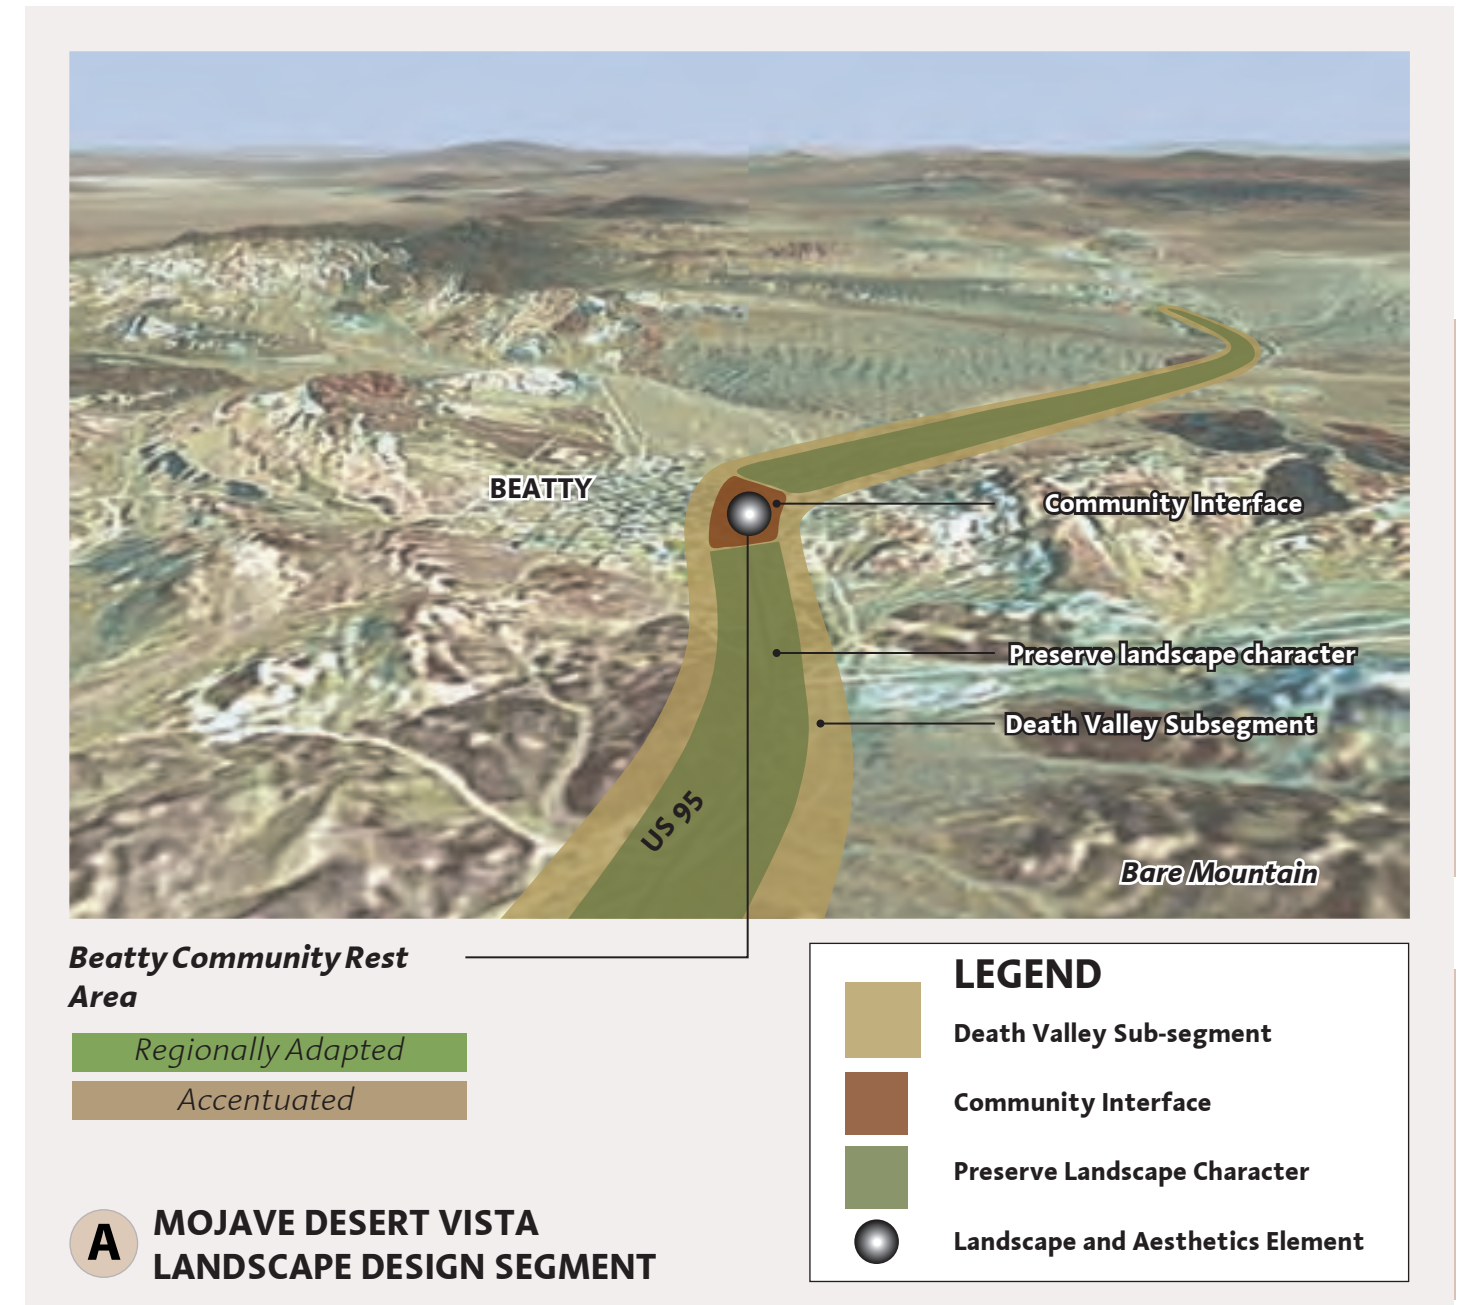 BEATTY
Community Interface
Preserve landscape character
Death Valley Subsegment
US 95
Bare Mountain
Beatty Community Rest
Area
Regionally Adapted
Accentuated
A
MOJAVE DESERT VISTA
LANDSCAPE DESIGN SEGMENT
LEGEND
Death Valley Sub-segment
Community Interface
Preserve Landscape Character
Landscape and Aesthetics Element